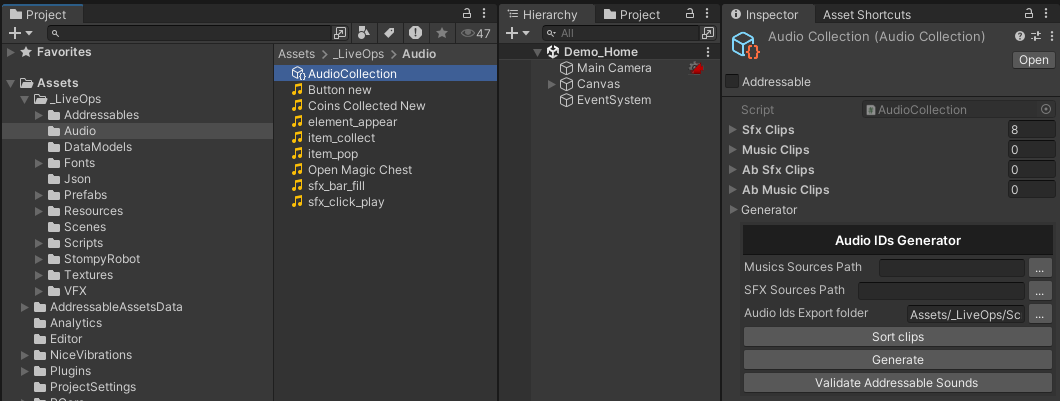 Project
47
Favorites
Assets
_LiveOps
Addressables
Audio
DataModels
Fonts
Json
Prefabs
Resources
Scenes
Scripts
StompyRobot
Textures
VFX
AddressableAssetsData
Analytics
Editor
NiceVibrations
Plugins
ProjectSettings
Assets > _LiveOps > Audio
AudioCollection
Button new
Coins Collected New
element_appear
item_collect
item_pop
Open Magic Chest
sfx_bar_fill
sfx_click_play
Hierarchy Project
All
Demo_Home
Main Camera
Canvas
EventSystem
Inspector Asset Shortcuts
Audio Collection (Audio Collection)
Open
Addressable
Script AudioCollection
Sfx Clips 8
Music Clips 0
Ab Sfx Clips 0
Ab Music Clips 0
Generator
Audio IDs Generator
Musics Sources Path ...
SFX Sources Path ...
Audio Ids Export folder Assets/_LiveOps/Sc ...
Sort clips
Generate
Validate Addressable Sounds